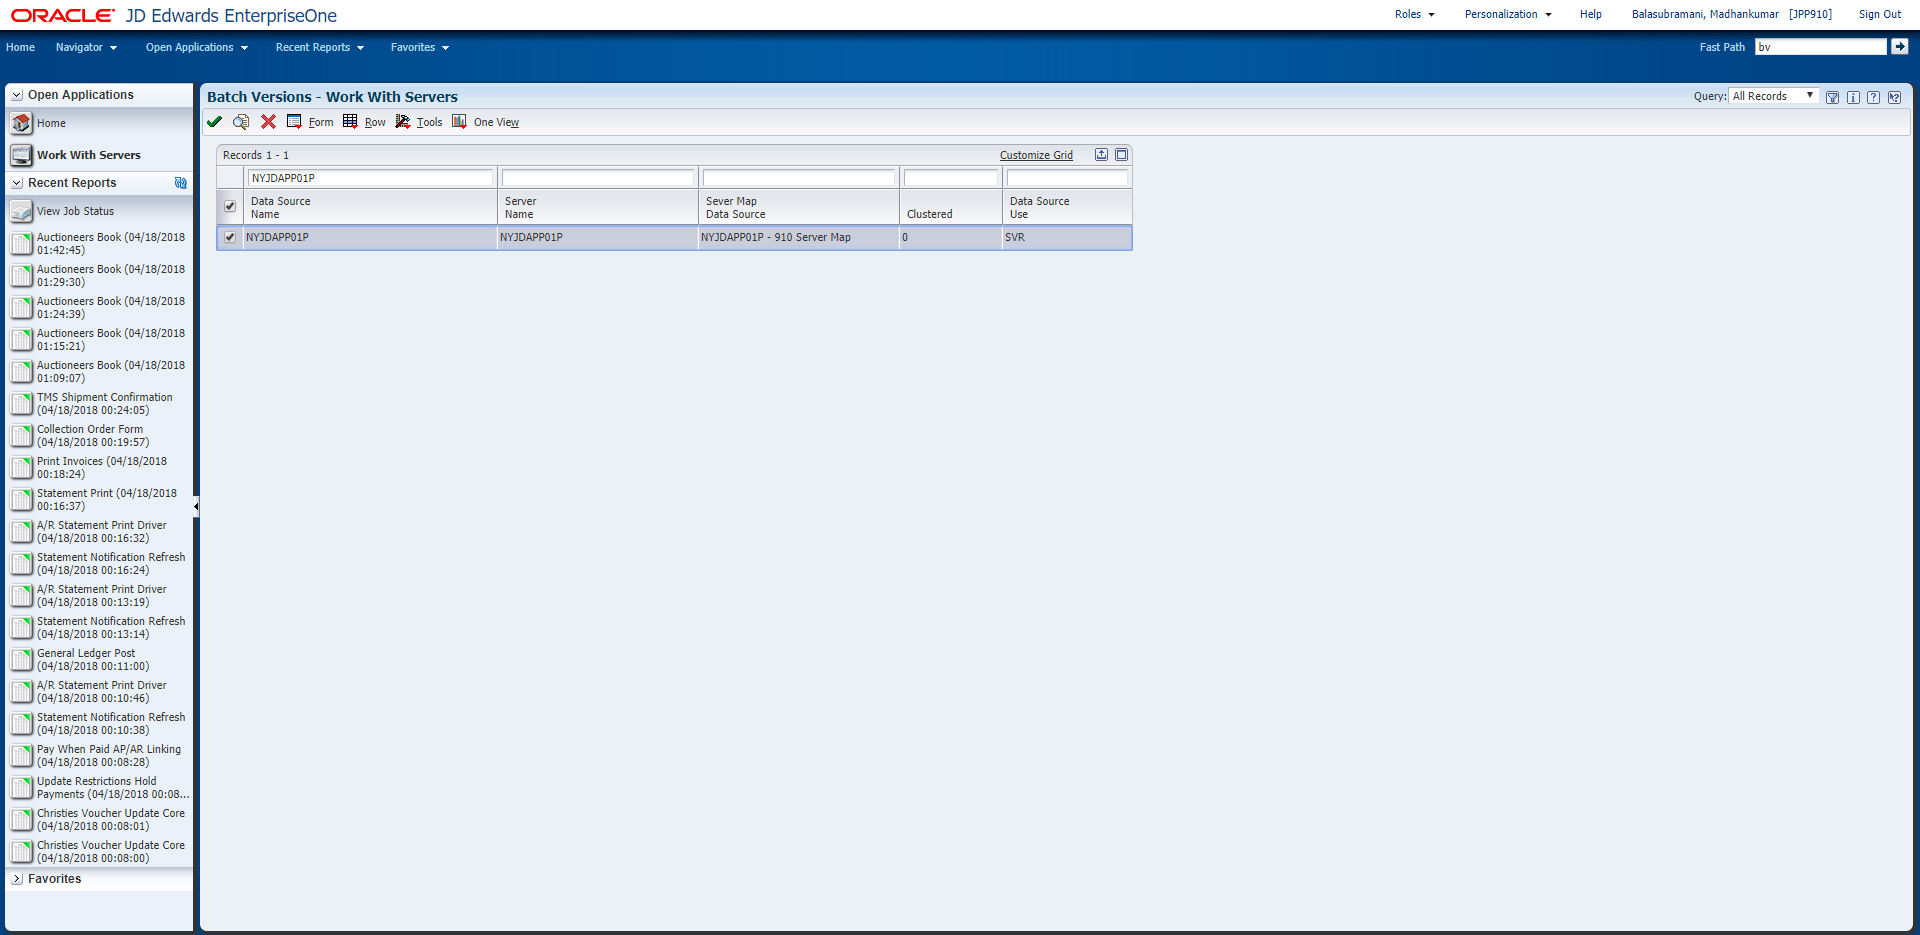 ORACLE JD Edwards EnterpriseOne
Roles Personalization Help Balasubramani, Madhankumar [JPP910] Sign Out
Home Navigator Open Applications Recent Reports Favorites Fast Path bv
Open Applications
Home
Work With Servers
Recent Reports
View Job Status
Auctioneers Book (04/18/2018
01:42:45)
Auctioneers Book (04/18/2018
01:29:30)
Auctioneers Book (04/18/2018
01:24:39)
Auctioneers Book (04/18/2018
01:15:21)
Auctioneers Book (04/18/2018
01:09:07)
TMS Shipment Confirmation
(04/18/2018 00:24:05)
Collection Order Form
(04/18/2018 00:19:57)
Print Invoices (04/18/2018
00:18:24)
Statement Print (04/18/2018
00:16:37)
A/R Statement Print Driver
(04/18/2018 00:16:32)
Statement Notification Refresh
(04/18/2018 00:16:24)
A/R Statement Print Driver
(04/18/2018 00:13:19)
Statement Notification Refresh
(04/18/2018 00:13:14)
General Ledger Post
(04/18/2018 00:11:00)
A/R Statement Print Driver
(04/18/2018 00:10:46)
Statement Notification Refresh
(04/18/2018 00:10:38)
Pay When Paid AP/AR Linking
(04/18/2018 00:08:28)
Update Restrictions Hold
Payments (04/18/2018 00:08...
Christies Voucher Update Core
(04/18/2018 00:08:01)
Christies Voucher Update Core
(04/18/2018 00:08:00)
Favorites
Batch Versions - Work With Servers
Query: All Records
Form Row Tools One View
Records 1 - 1 Customize Grid
NYJDAPP01P
Data Source Server Sever Map Data Source
Name Name Data Source Clustered Use
NYJDAPP01P NYJDAPP01P NYJDAPP01P - 910 Server Map 0 SVR